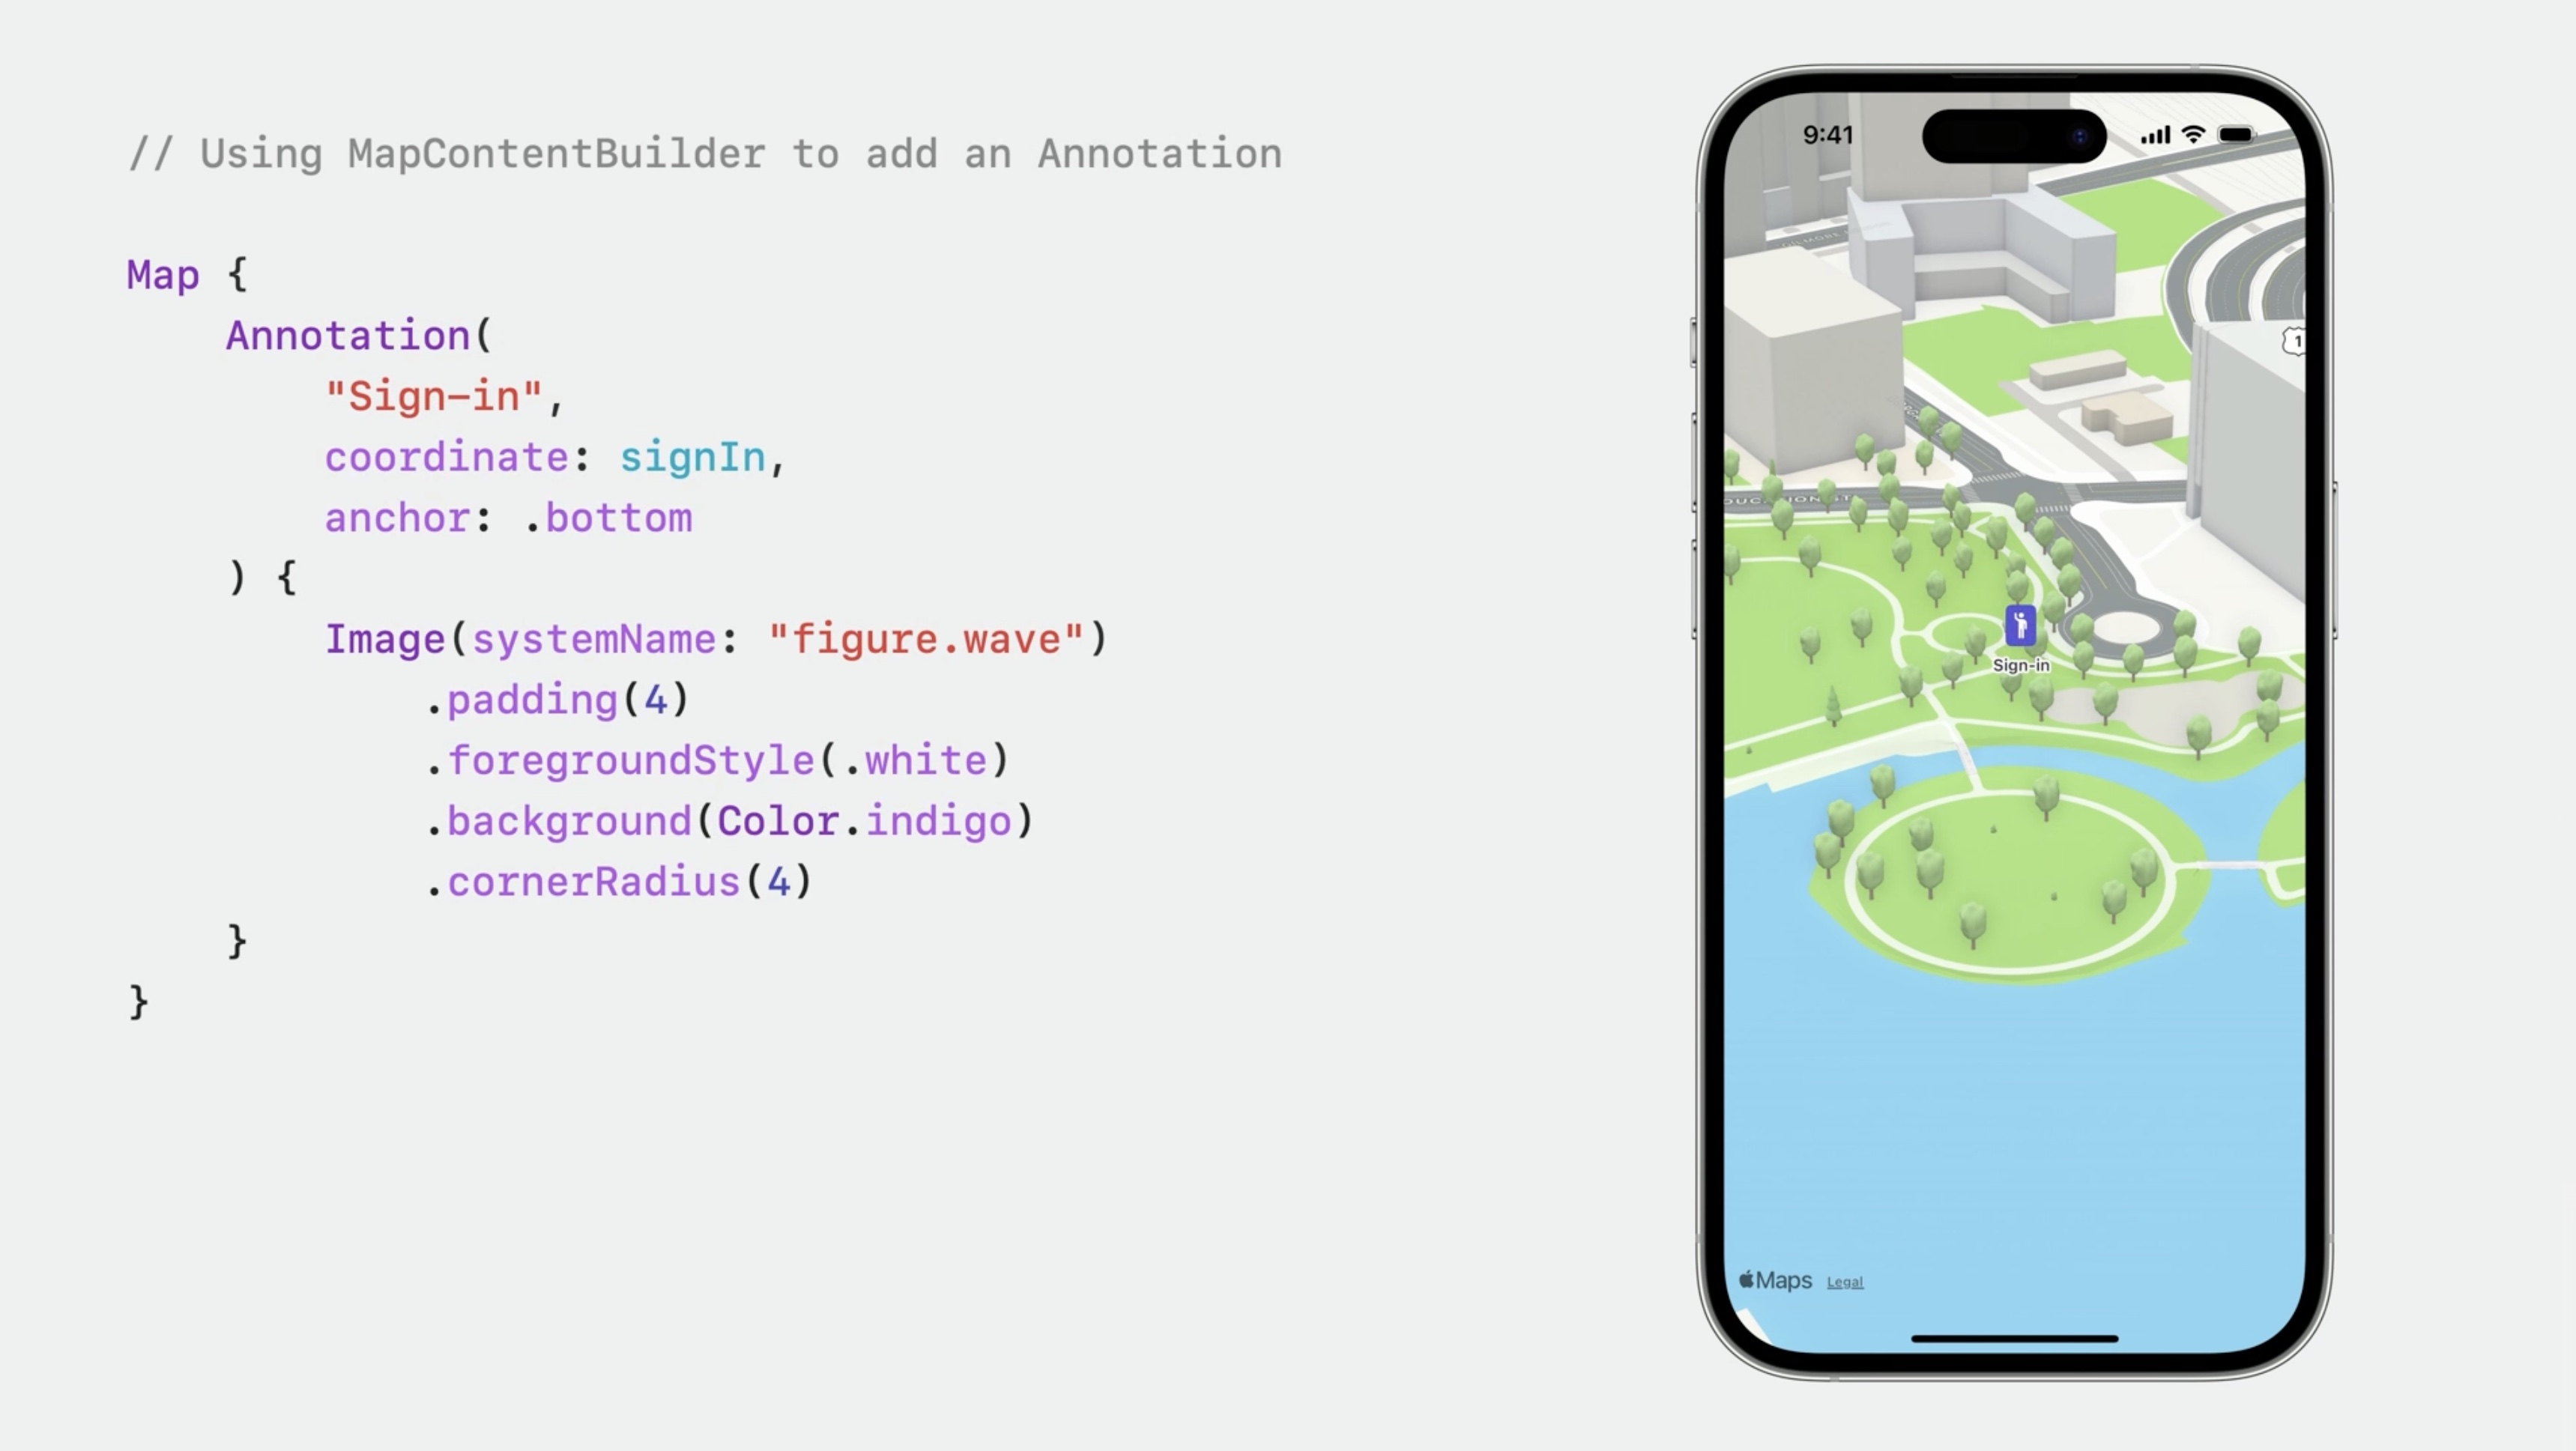 // Using MapContentBuilder to add an Annotation
Map {
Annotation(
"Sign-in",
coordinate: signIn,
anchor: .bottom
) {
Image(systemName: "figure.wave")
.padding(4)
.foregroundStyle(.white)
.background(Color.indigo)
.cornerRadius(4)
}
}
9:41
1
Sign-in
Maps Legal